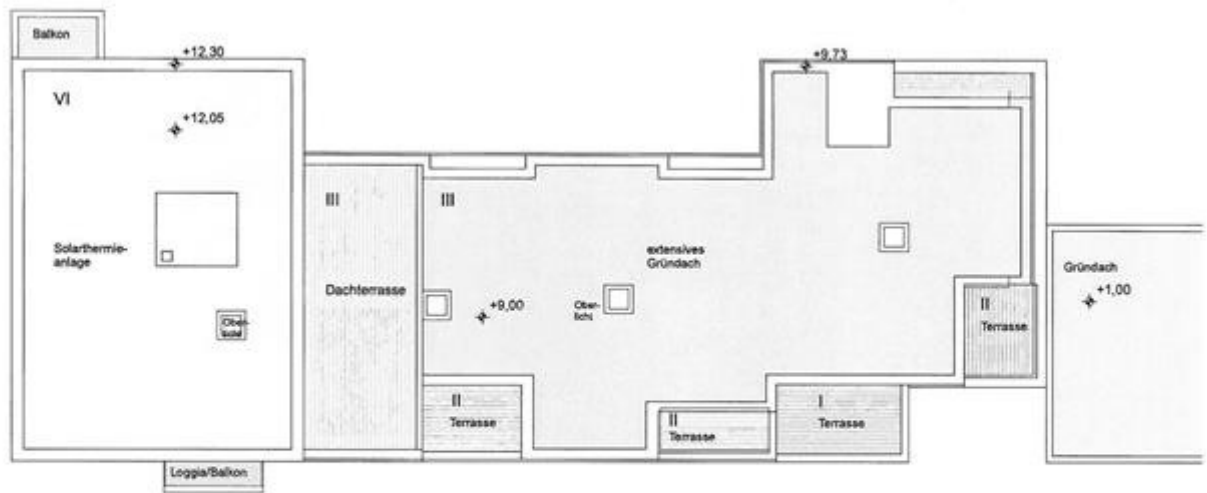 Balkon
+12,30
VI
+12,05
Solarthermie-
anlage
Ober-
licht
Loggia/Balkon
III
Dachterrasse
III
+9,00
II
Terrasse
extensives
Gründach
Ober-
licht
II
Terrasse
I
Terrasse
+9,73
II
Terrasse
Gründach
+1,00